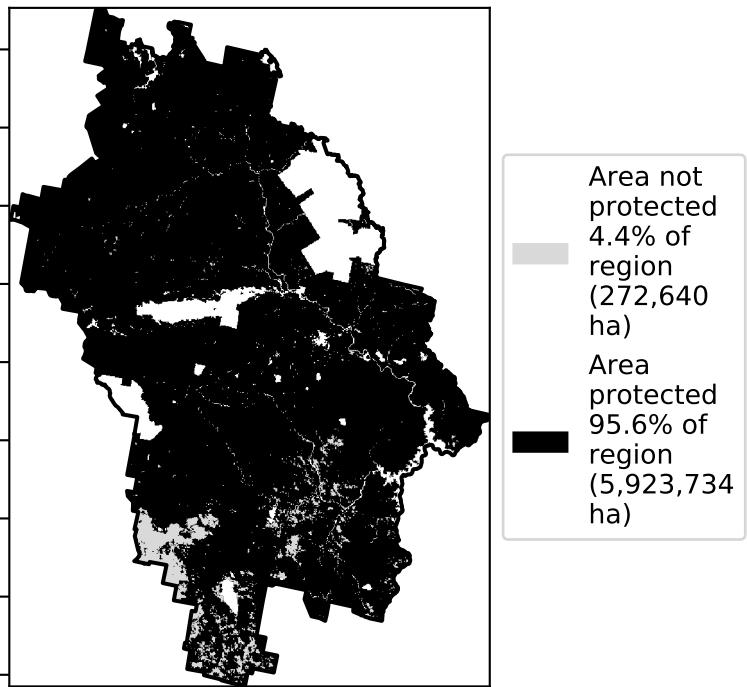 Area not
protected
4.4% of
region
(272,640
ha)
Area
protected
95.6% of
region
(5,923,734
ha)